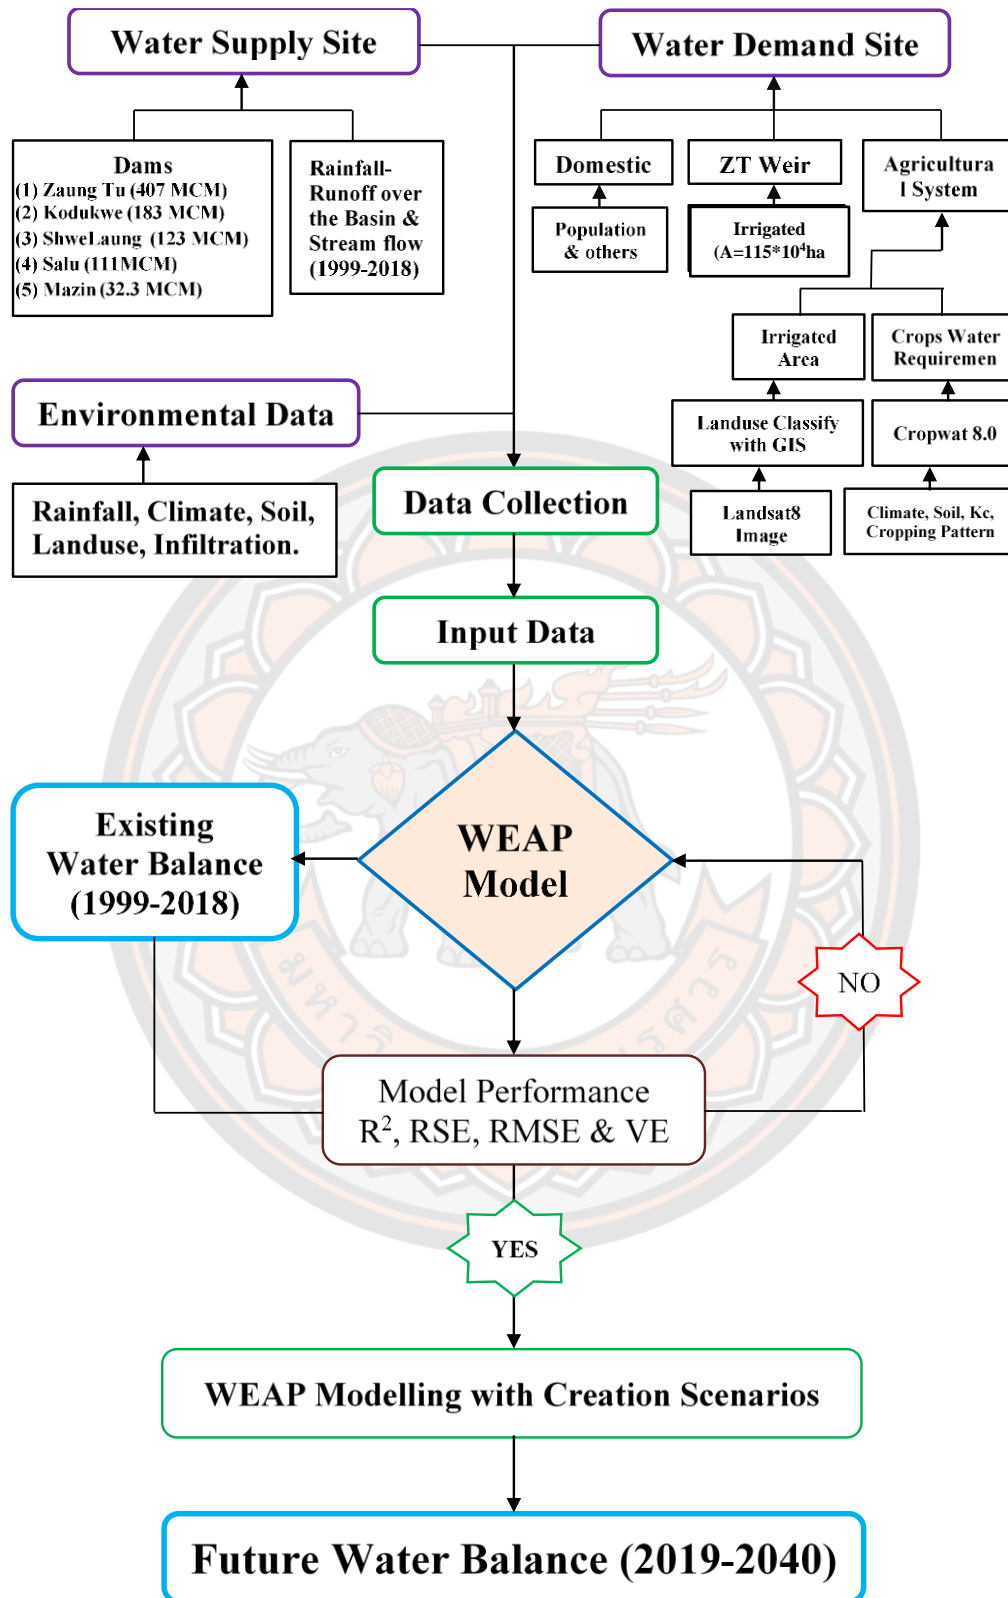 Water Supply Site
Water Demand Site
Dams
(1) Zaung Tu (407 MCM)
(2) Kodukwe (183 MCM)
(3) ShweLaung (123 MCM)
(4) Salu (111MCM)
(5) Mazin (32.3 MCM)
Rainfall-
Runoff over
the Basin &
Stream flow
(1999-2018)
Domestic
Population
& others
ZT Weir
Irrigated
(A=115*10⁴ha
Agricultura
l System
Irrigated
Area
Crops Water
Requiremen
Landuse Classify
with GIS
Cropwat 8.0
Landsat8
Image
Climate, Soil, Kc,
Cropping Pattern
Environmental Data
Rainfall, Climate, Soil,
Landuse, Infiltration.
Data Collection
Input Data
WEAP
Model
Existing
Water Balance
(1999-2018)
NO
Model Performance
R², RSE, RMSE & VE
YES
WEAP Modelling with Creation Scenarios
Future Water Balance (2019-2040)